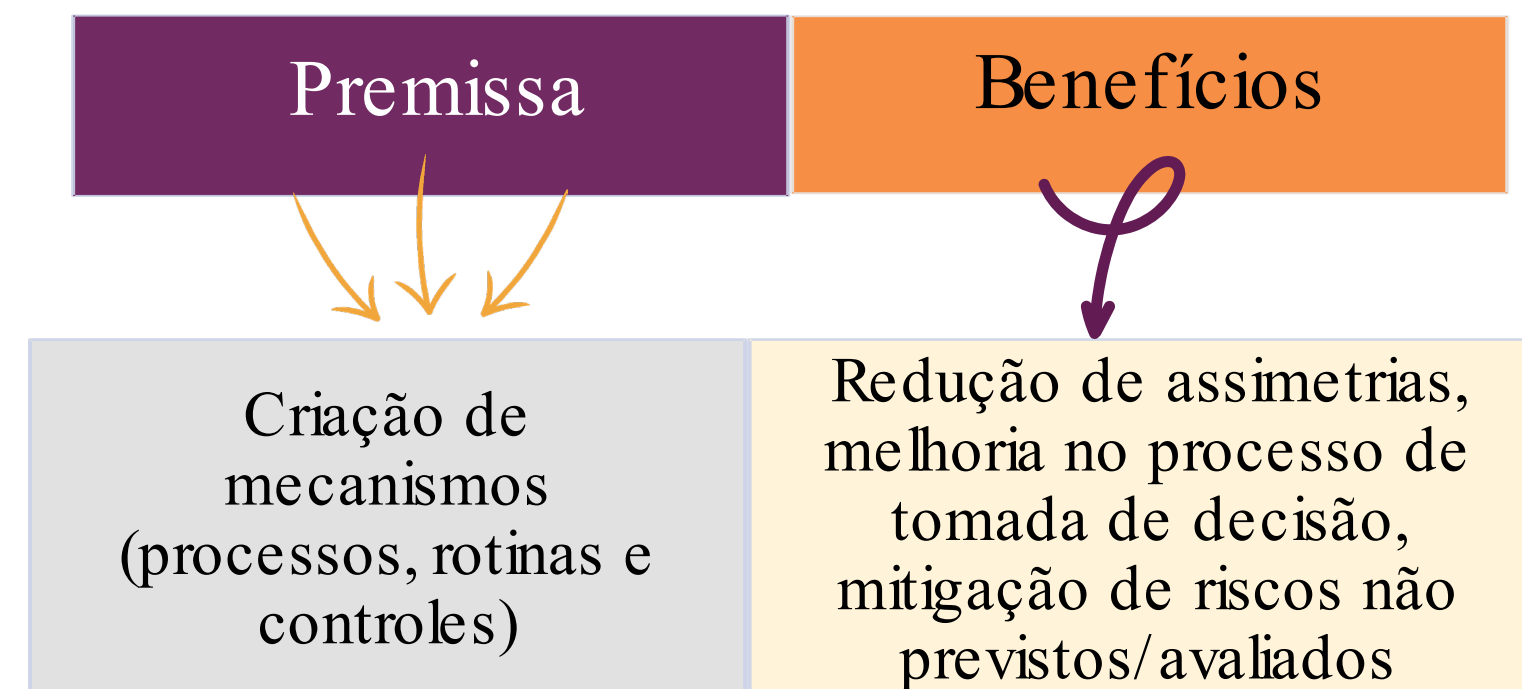 Premissa
Benefícios
Criação de
mecanismos
(processos, rotinas e
controles)
Redução de assimetrias,
melhoria no processo de
tomada de decisão,
mitigação de riscos não
previstos/avaliados